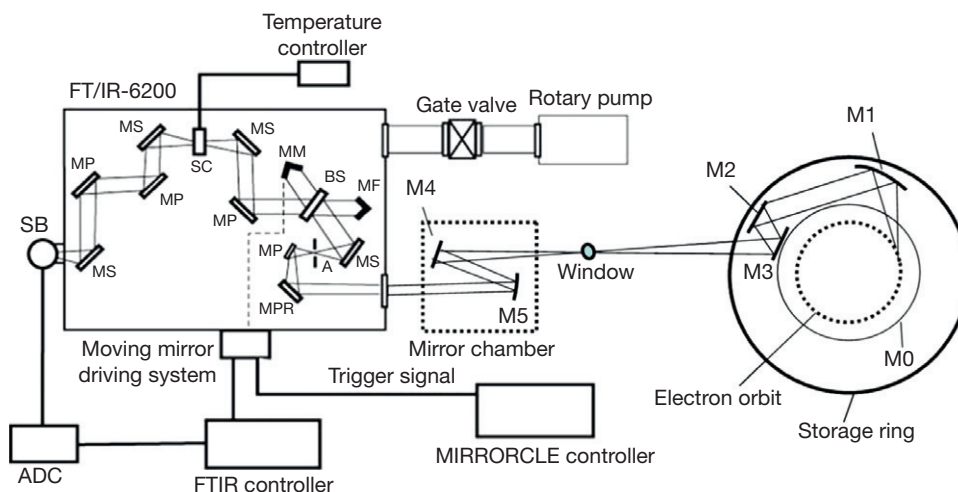 Temperature
controller
FT/IR-6200
Gate valve
Rotary pump
MS
MS
MP
SC
MM
BS
MF
MP
MP
SB
MS
MP
A
MS
MPR
M4
M5
Mirror chamber
Window
M1
M2
M3
M0
Electron orbit
Storage ring
Moving mirror
driving system
Trigger signal
MIRRORCLE controller
ADC
FTIR controller